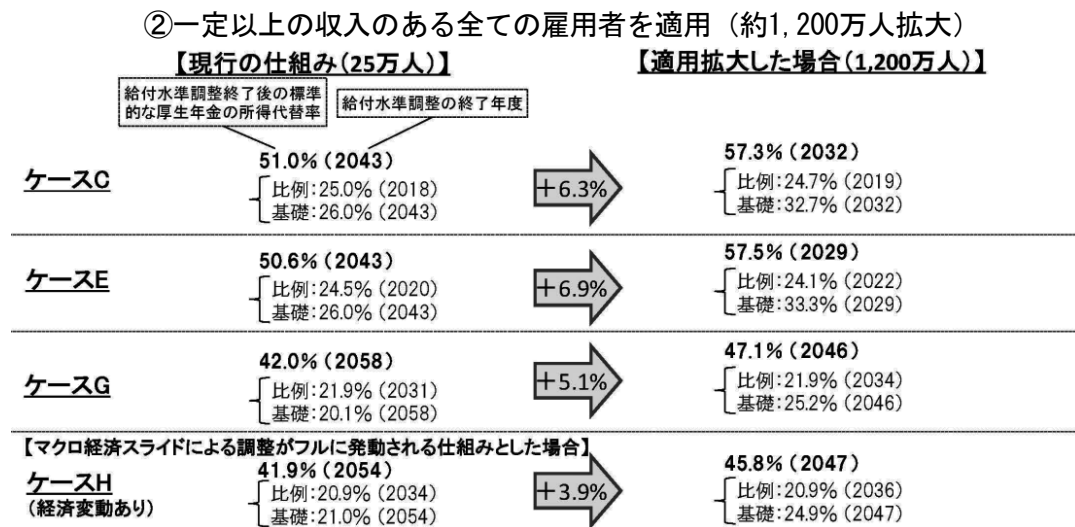 ②一定以上の収入のある全ての雇用者を適用（約1,200万人拡大）
【現行の仕組み（25万人）】
【適用拡大した場合（1,200万人）】
給付水準調整終了後の標準
的な厚生年金の所得代替率
給付水準調整の終了年度
ケースC
51.0％（2043）
比例：25.0％（2018）
基礎：26.0％（2043）
＋6.3％
57.3％（2032）
比例：24.7％（2019）
基礎：32.7％（2032）
ケースE
50.6％（2043）
比例：24.5％（2020）
基礎：26.0％（2043）
＋6.9％
57.5％（2029）
比例：24.1％（2022）
基礎：33.3％（2029）
ケースG
42.0％（2058）
比例：21.9％（2031）
基礎：20.1％（2058）
＋5.1％
47.1％（2046）
比例：21.9％（2034）
基礎：25.2％（2046）
【マクロ経済スライドによる調整がフルに発動される仕組みとした場合】
ケースH
（経済変動あり）
41.9％（2054）
比例：20.9％（2034）
基礎：21.0％（2054）
＋3.9％
45.8％（2047）
比例：20.9％（2036）
基礎：24.9％（2047）